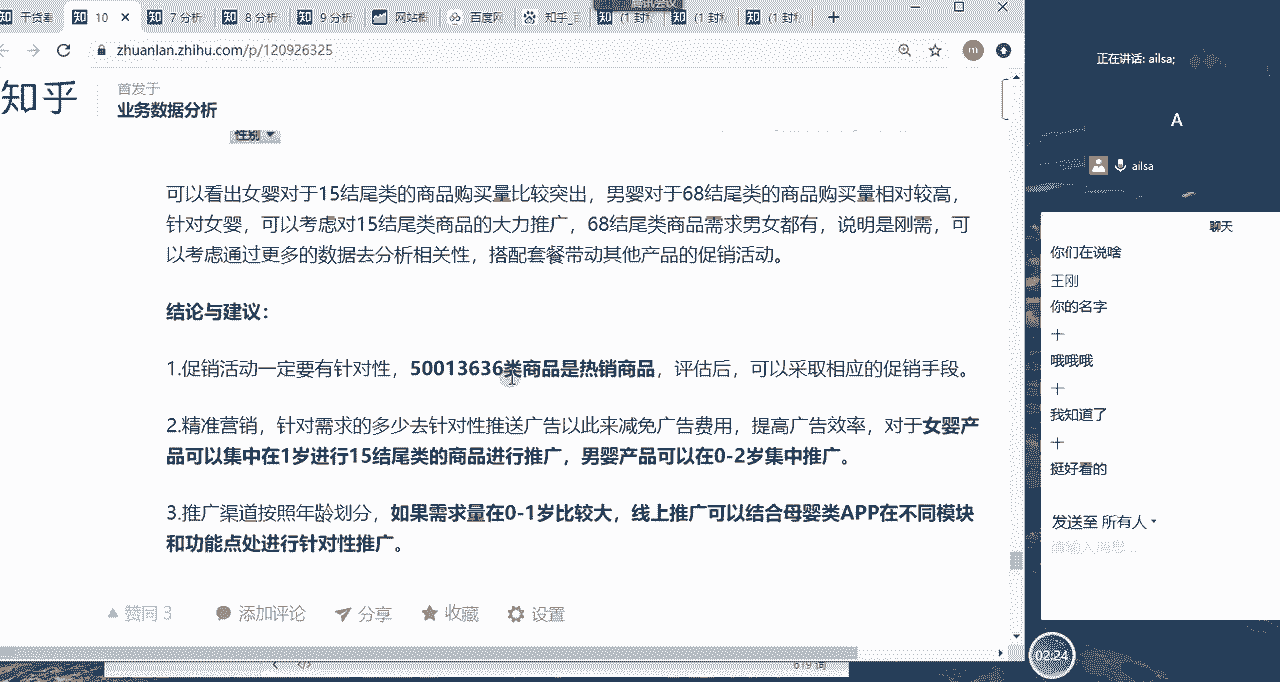 干货素
10
7 分析
8 分析
9 分析
网站标
百度网
知乎_
(1 封私
(1 封私
(1 封私
zhuanlan.zhihu.com/p/120926325
m
知乎
首发于
业务数据分析
性别
可以看出女婴对于15结尾类的商品购买量比较突出，男婴对于68结尾类的商品购买量相对较高，
针对女婴，可以考虑对15结尾类商品的大力推广，68结尾类商品需求男女都有，说明是刚需，可
以考虑通过更多的数据去分析相关性，搭配套餐带动其他产品的促销活动。
结论与建议：
1.促销活动一定要有针对性，50013636类商品是热销商品，评估后，可以采取相应的促销手段。
2.精准营销，针对需求的多少去针对性推送广告以此来减免广告费用，提高广告效率，对于女婴产
品可以集中在1岁进行15结尾类的商品进行推广，男婴产品可以在0-2岁集中推广。
3.推广渠道按照年龄划分，如果需求量在0-1岁比较大，线上推广可以结合母婴类APP在不同模块
和功能点处进行针对性推广。
赞同 3
添加评论
分享
收藏
设置
619 词
腾讯会议
正在讲话: ailsa;
A
ailsa
聊天
你们在说啥
王刚
你的名字
十
哦哦哦
十
我知道了
十
挺好看的
发送至 所有人
请输入消息...
02:24